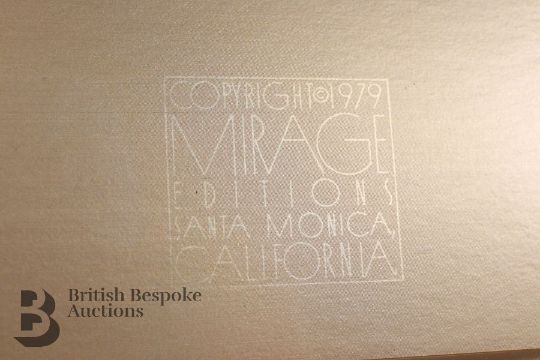 COPYRIGHT©1979
MIRAGE
EDITIONS
SANTA MONICA,
CALIFORNIA
British Bespoke
Auctions